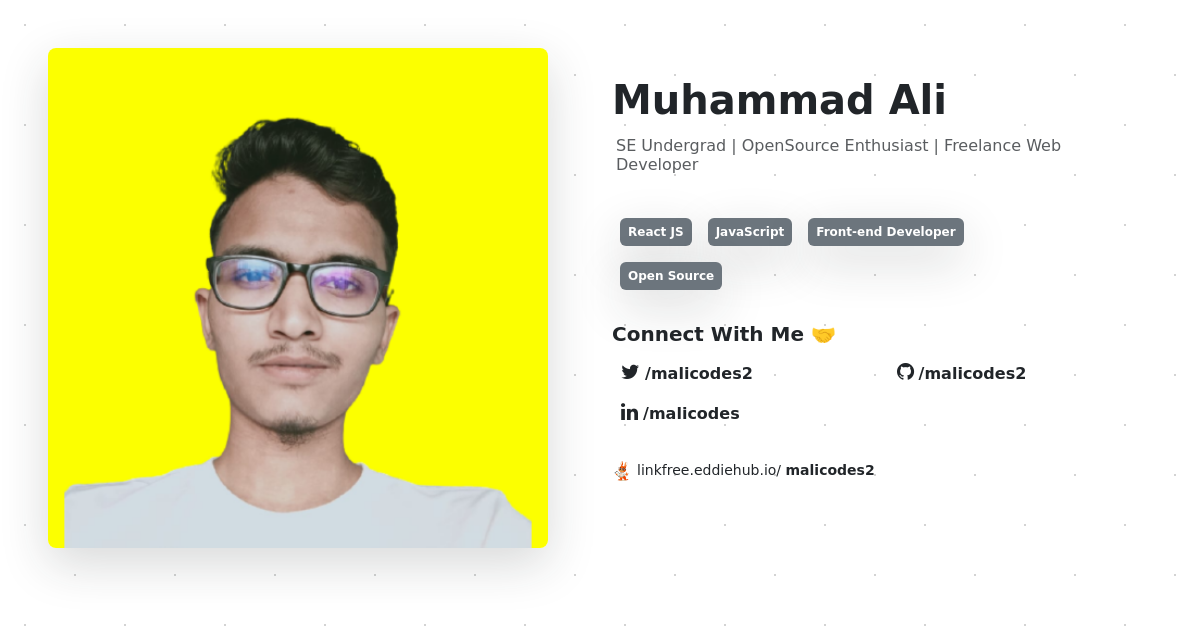 Muhammad Ali
SE Undergrad | OpenSource Enthusiast | Freelance Web
Developer
React JS JavaScript Front-end Developer
Open Source
Connect With Me 🤝
/malicodes2 /malicodes2
/malicodes
linkfree.eddiehub.io/ malicodes2